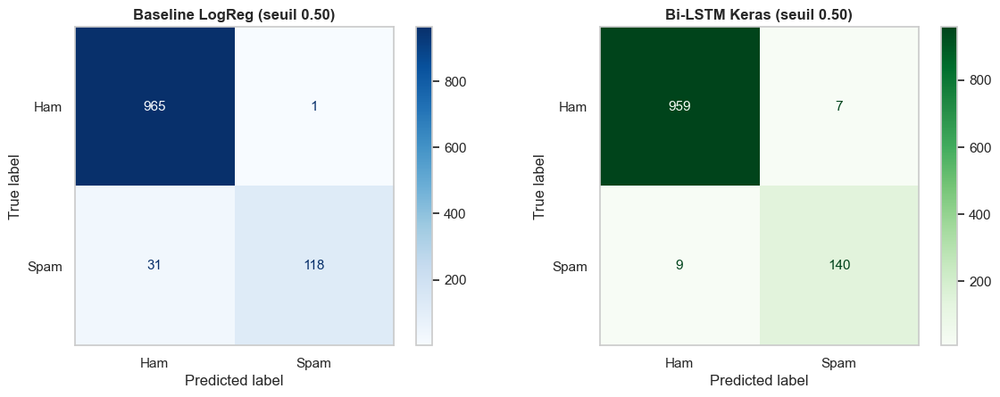 Baseline LogReg (seuil 0.50)
True label
Ham
Spam
965
1
31
118
Ham
Spam
Predicted label
800
600
400
200
Bi-LSTM Keras (seuil 0.50)
True label
Ham
Spam
959
7
9
140
Ham
Spam
Predicted label
800
600
400
200